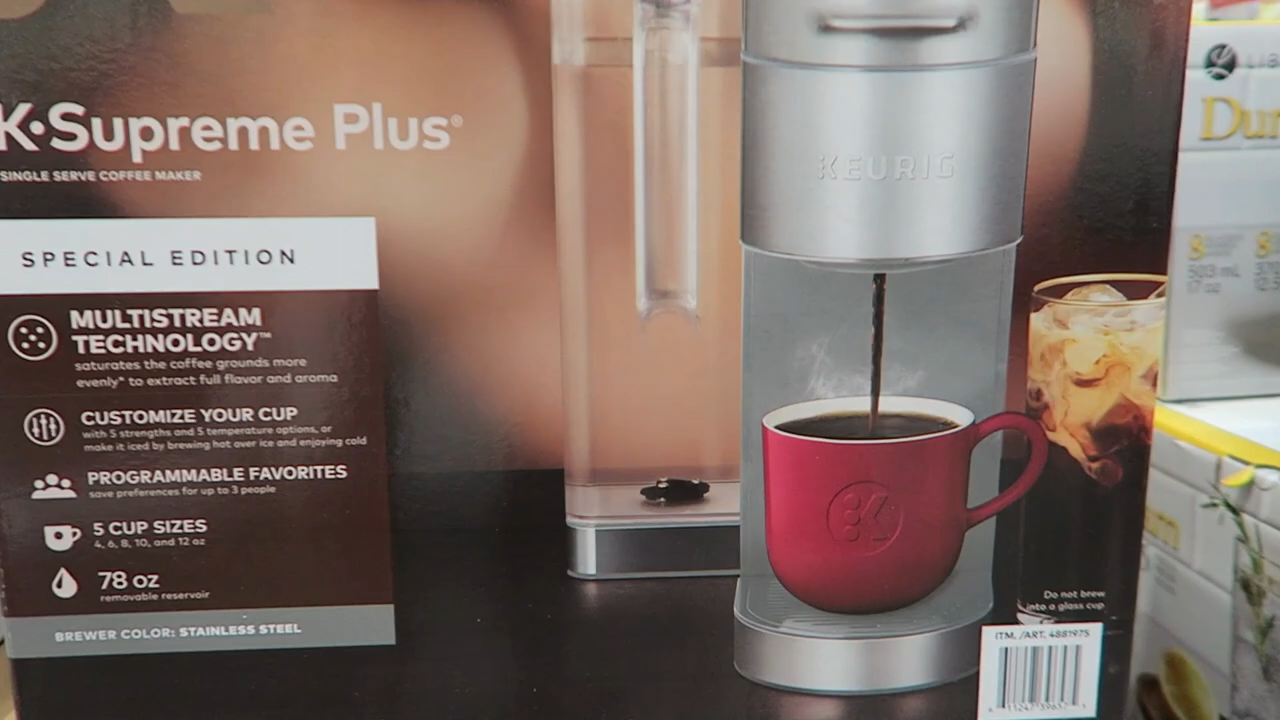 K•Supreme Plus®
SINGLE SERVE COFFEE MAKER
SPECIAL EDITION
MULTISTREAM
TECHNOLOGY™
saturates the coffee grounds more
evenly* to extract full flavor and aroma
CUSTOMIZE YOUR CUP
with 5 strengths and 5 temperature options, or
make it iced by brewing hot over ice and enjoying cold
PROGRAMMABLE FAVORITES
save preferences for up to 3 people
5 CUP SIZES
4, 6, 8, 10, and 12 oz
78 oz
removable reservoir
BREWER COLOR: STAINLESS STEEL
KEURIG
K
Do not brew
into a glass cup
ITM. /ART. 4881975
8
503 mL
17 oz
8